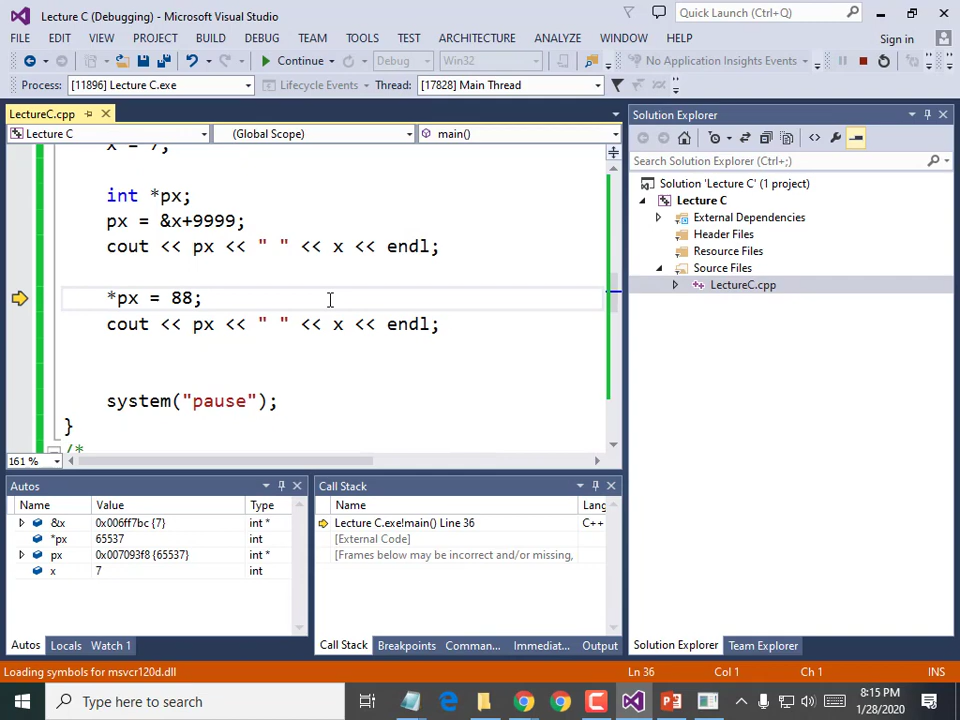 Lecture C (Debugging) - Microsoft Visual Studio
Quick Launch (Ctrl+Q)
FILE EDIT VIEW PROJECT BUILD DEBUG TEAM TOOLS TEST ARCHITECTURE ANALYZE WINDOW HELP Sign in
Continue Debug Win32 No Application Insights Events
Process: [11896] Lecture C.exe Lifecycle Events Thread: [17828] Main Thread
LectureC.cpp
Lecture C (Global Scope) main()
x = 7;
int *px;
px = &x+9999;
cout << px << " " << x << endl;
*px = 88;
cout << px << " " << x << endl;
system("pause");
}
/*
161 %
Solution Explorer
Search Solution Explorer (Ctrl+;)
Solution 'Lecture C' (1 project)
Lecture C
External Dependencies
Header Files
Resource Files
Source Files
LectureC.cpp
Autos
Name Value Type
&x 0x006ff7bc {7} int *
*px 65537 int
px 0x007093f8 {65537} int *
x 7 int
Autos Locals Watch 1
Call Stack
Name Lang
Lecture C.exe!main() Line 36 C++
[External Code]
[Frames below may be incorrect and/or missing,
Call Stack Breakpoints Comman... Immediat... Output
Solution Explorer Team Explorer
Loading symbols for msvcr120d.dll Ln 36 Col 1 Ch 1 INS
Type here to search
8:15 PM
1/28/2020